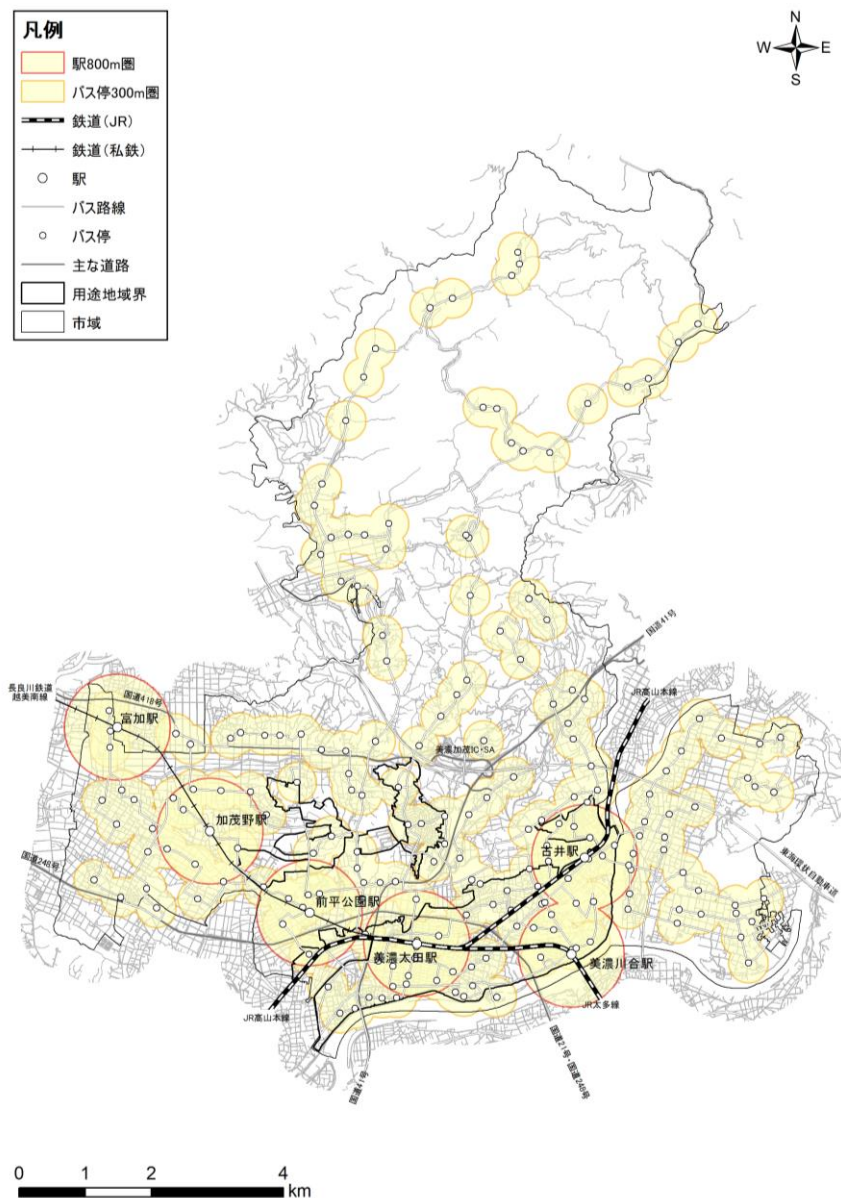 凡例
駅800m圏
バス停300m圏
鉄道(JR)
鉄道(私鉄)
駅
バス路線
バス停
主な道路
用途地域界
市域
N
W
E
S
国道41号
長良川鉄道
越美南線
国道418号
JR高山本線
富加駅
美濃加茂IC・SA
加茂野駅
古井駅
国道248号
東海環状自動車道
前平公園駅
美濃太田駅
美濃川合駅
JR高山本線
JR太多線
国道41号
国道21号・国道248号
0
1
2
4
km